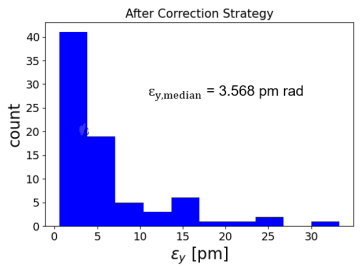 After Correction Strategy
40
35
30
25
20
15
10
5
0
count
εy,median = 3.568 pm rad
0 5 10 15 20 25 30
εy [pm]